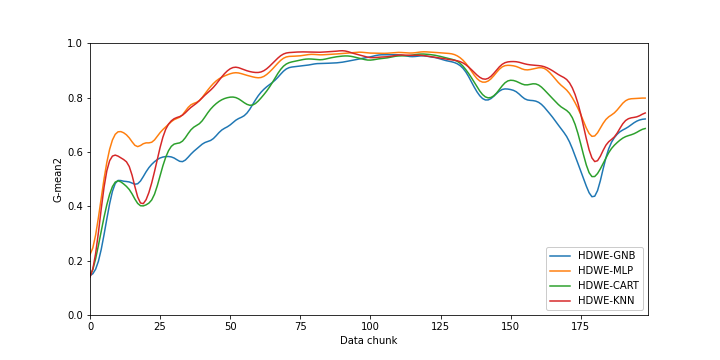 1.0
0.8
0.6
0.4
0.2
0.0
G-mean2
0 25 50 75 100 125 150 175
Data chunk
HDWE-GNB
HDWE-MLP
HDWE-CART
HDWE-KNN